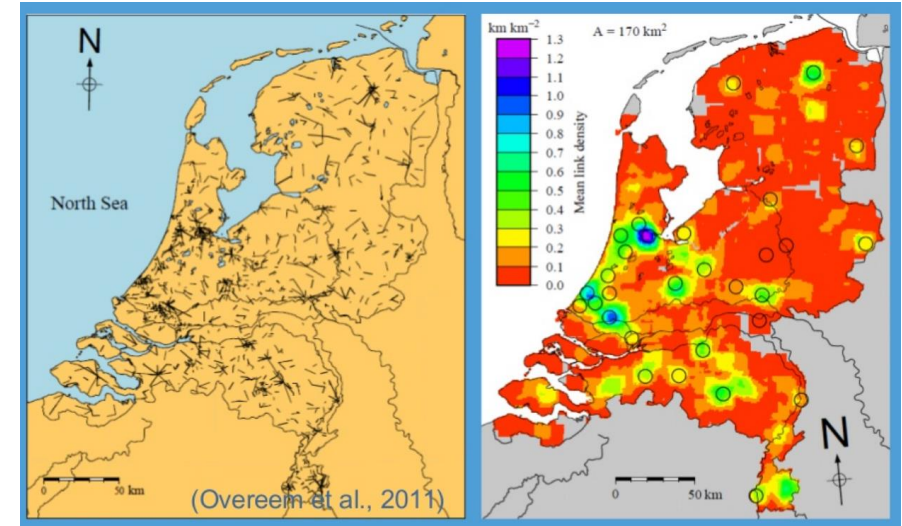 N
North Sea
0 50 km
(Overeem et al., 2011)
km km⁻²
A = 170 km²
1.3
1.2
1.1
1.0
0.9
0.8
0.7
0.6
0.5
0.4
0.3
0.2
0.1
0.0
Mean link density
N
0 50 km